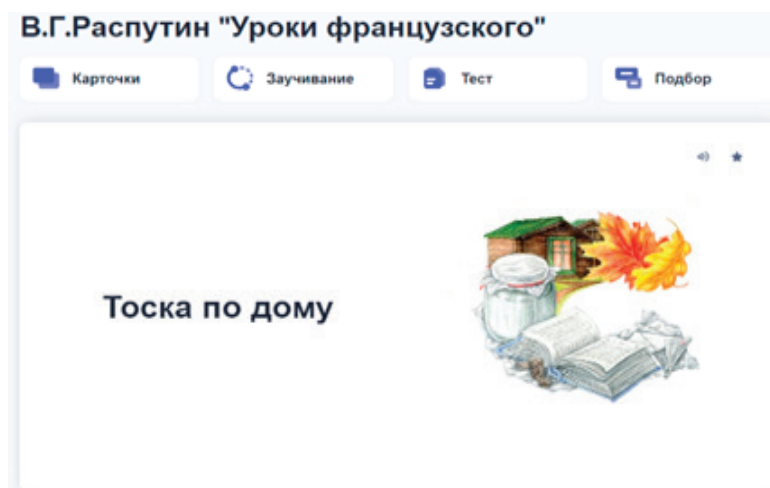 В.Г.Распутин "Уроки французского"
Карточки
Заучивание
Тест
Подбор
Тоска по дому